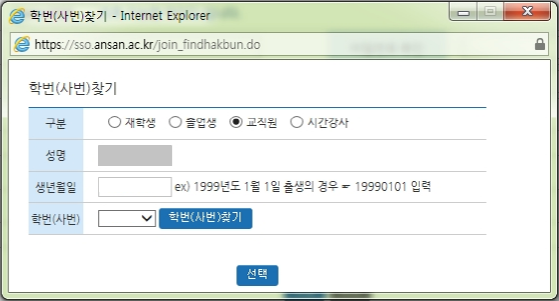 학번(사번)찾기 - Internet Explorer
https://sso.ansan.ac.kr/join_findhakbun.do
학번(사번)찾기
구분 재학생 졸업생 교직원 시간강사
성명
생년월일 ex) 1999년도 1월 1일 출생의 경우 = 19990101 입력
학번(사번) 학번(사번)찾기
선택